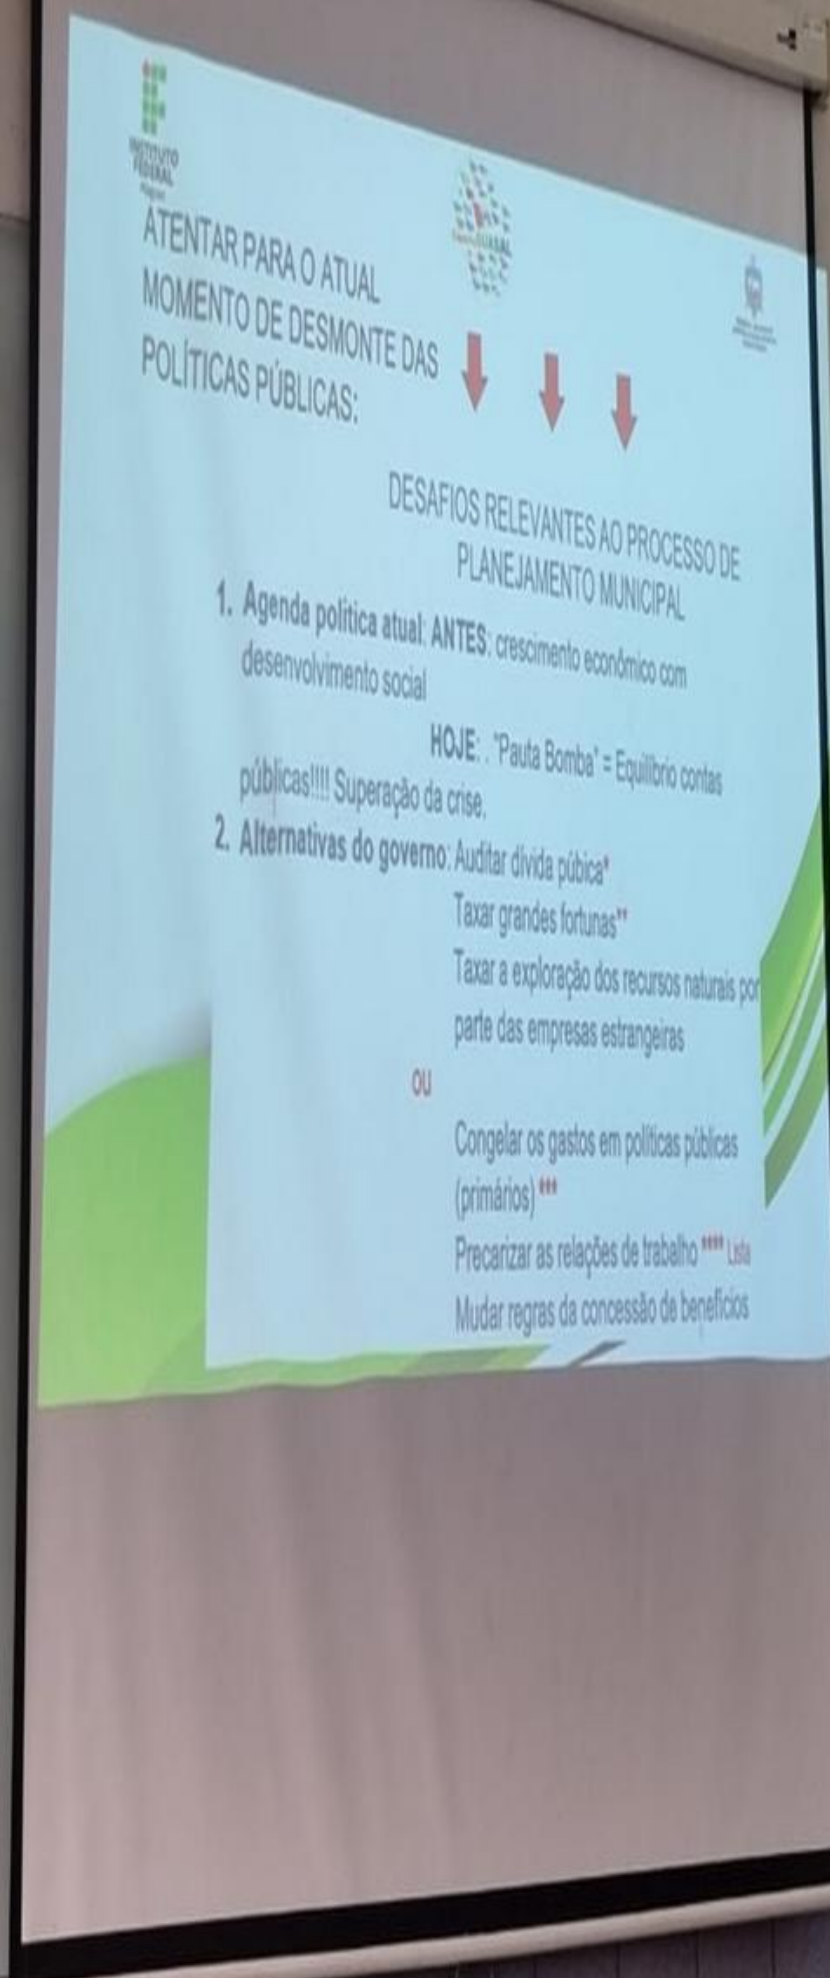 INSTITUTO
FEDERAL
ATENTAR PARA O ATUAL
MOMENTO DE DESMONTE DAS
POLÍTICAS PÚBLICAS:
DESAFIOS RELEVANTES AO PROCESSO DE
PLANEJAMENTO MUNICIPAL
1. Agenda política atual: ANTES: crescimento econômico com
desenvolvimento social
HOJE: . "Pauta Bomba" = Equilíbrio contas
públicas!!!! Superação da crise.
2. Alternativas do governo: Auditar dívida púbica*
Taxar grandes fortunas**
Taxar a exploração dos recursos naturais por
parte das empresas estrangeiras
OU
Congelar os gastos em políticas públicas
(primários) ***
Precarizar as relações de trabalho **** Lista
Mudar regras da concessão de benefícios